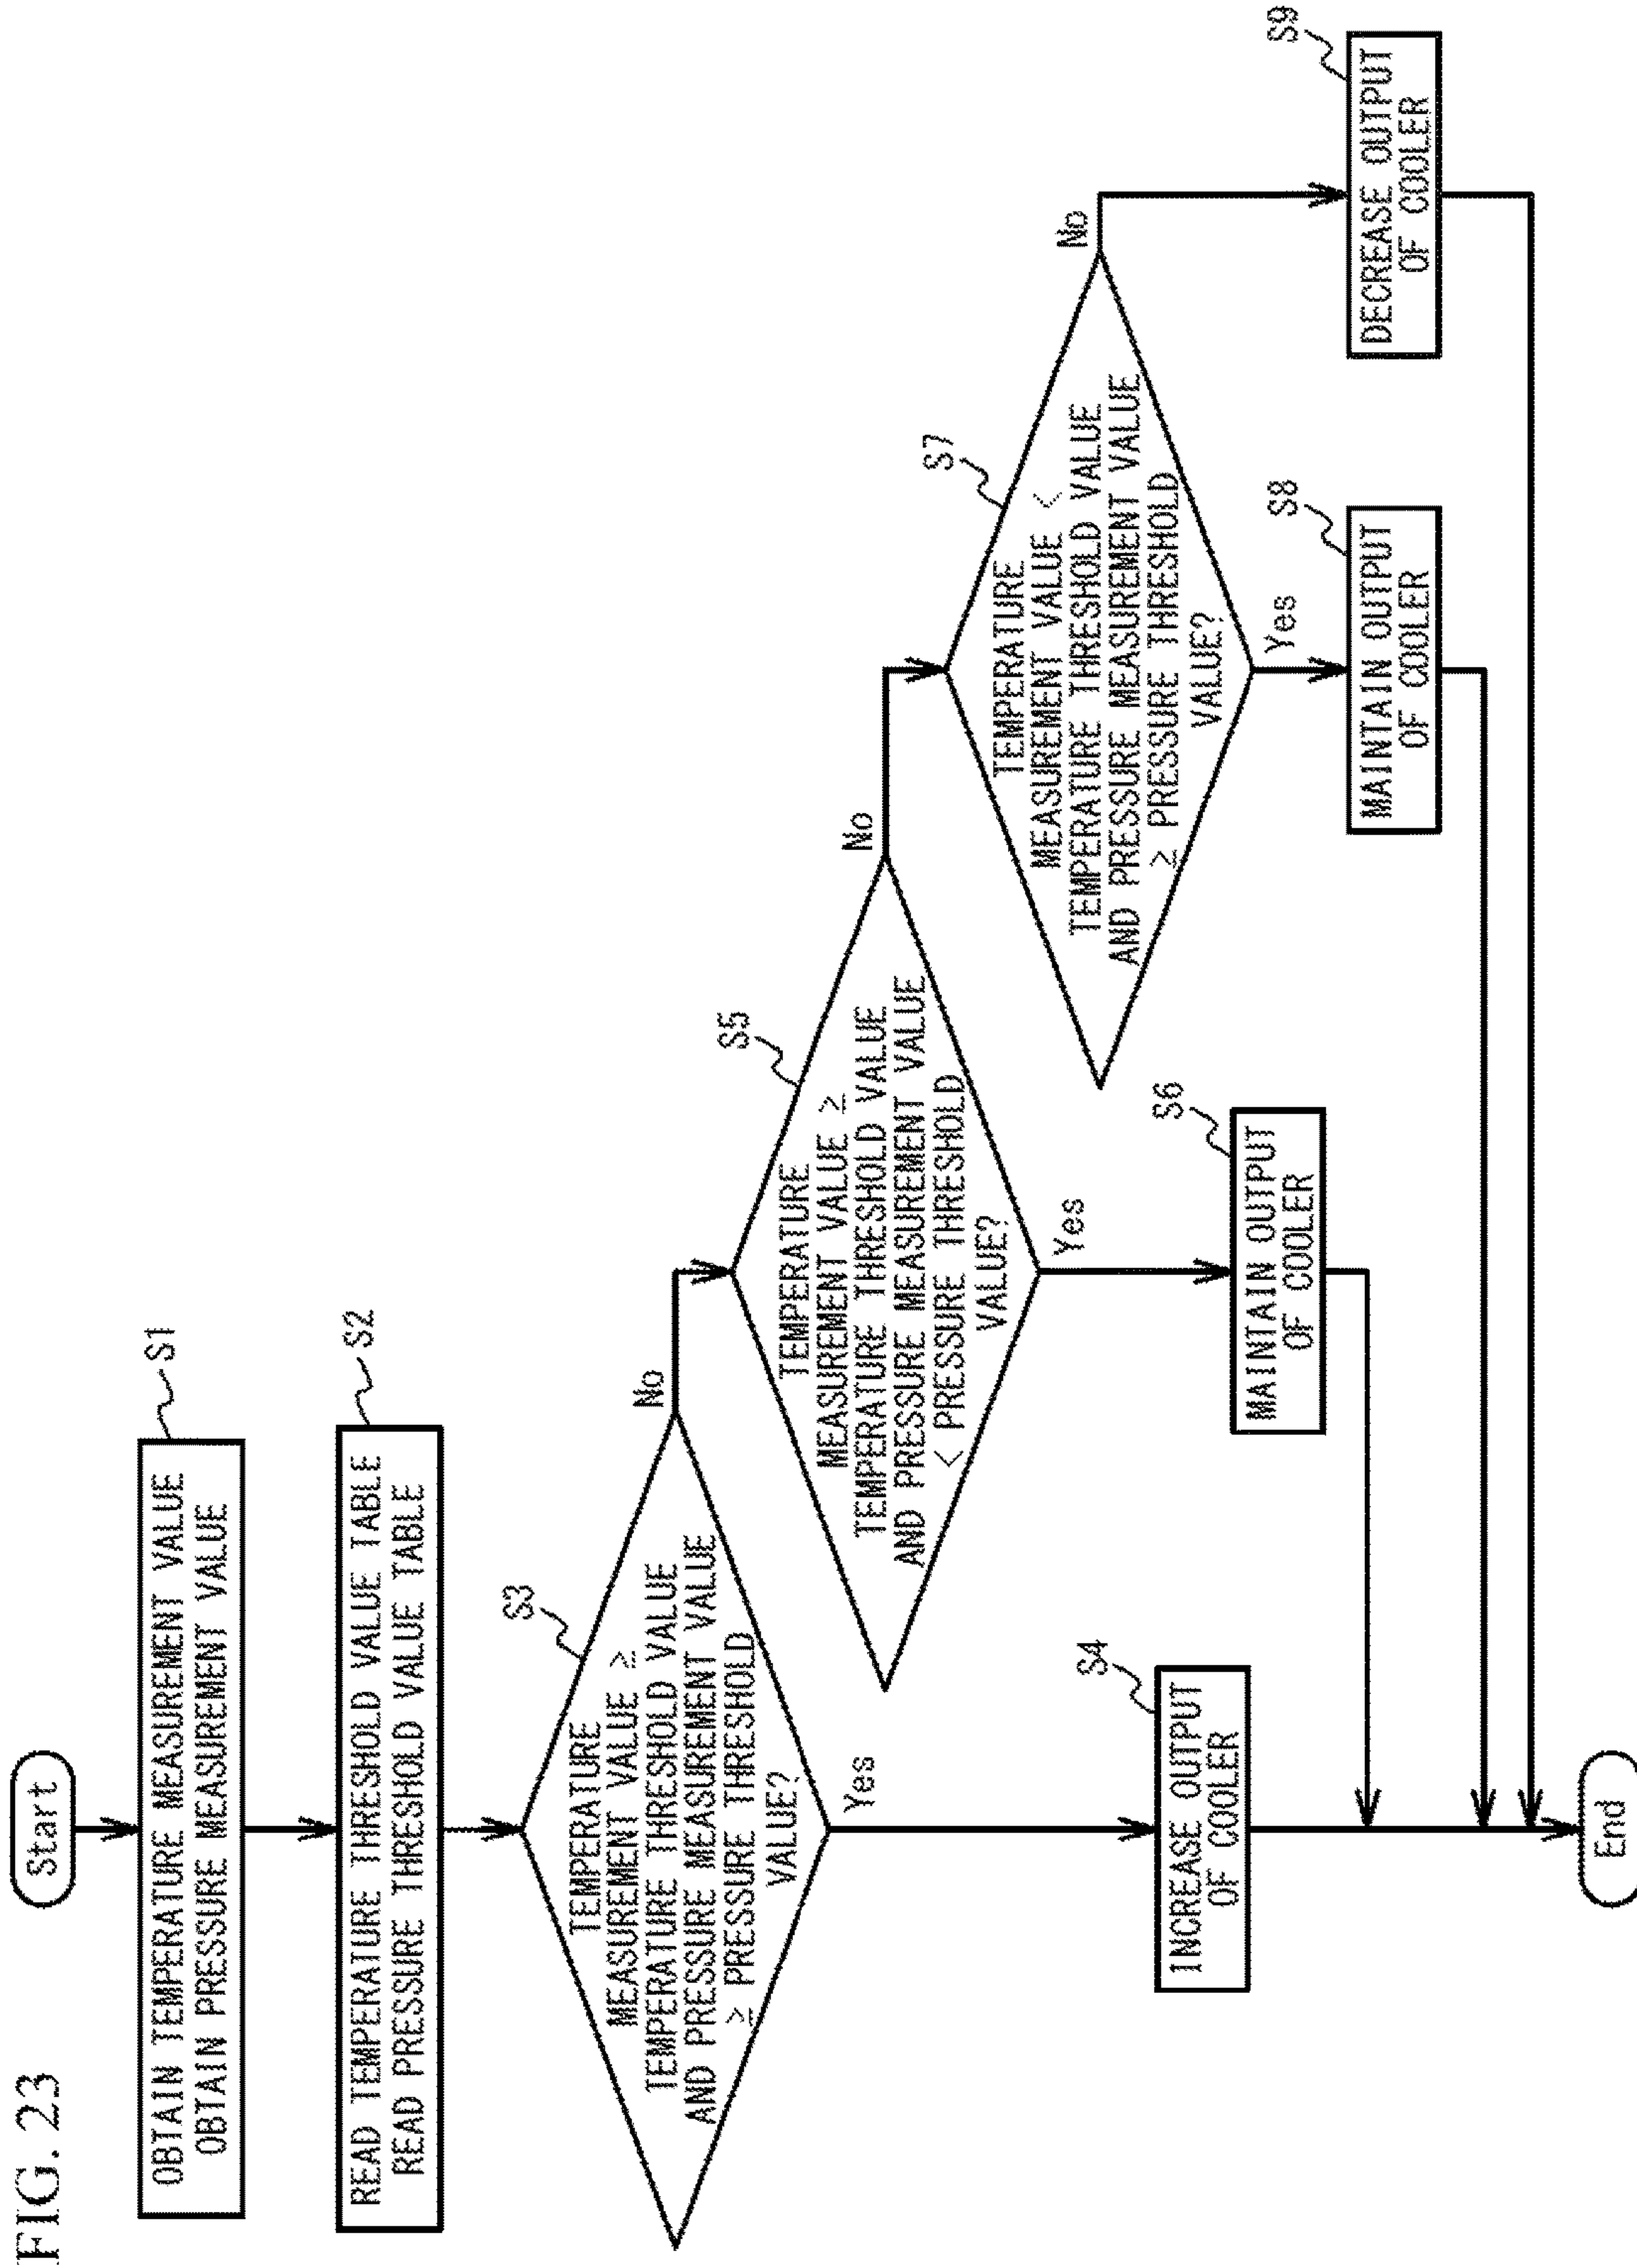 FIG. 23
Start
S1
OBTAIN TEMPERATURE MEASUREMENT VALUE
OBTAIN PRESSURE MEASUREMENT VALUE
S2
READ TEMPERATURE THRESHOLD VALUE TABLE
READ PRESSURE THRESHOLD VALUE TABLE
S3
TEMPERATURE
MEASUREMENT VALUE ≥
TEMPERATURE THRESHOLD VALUE
AND PRESSURE MEASUREMENT VALUE
≥ PRESSURE THRESHOLD
VALUE?
No
Yes
S4
INCREASE OUTPUT
OF COOLER
S5
TEMPERATURE
MEASUREMENT VALUE ≥
TEMPERATURE THRESHOLD VALUE
AND PRESSURE MEASUREMENT VALUE
< PRESSURE THRESHOLD
VALUE?
No
Yes
S6
MAINTAIN OUTPUT
OF COOLER
S7
TEMPERATURE
MEASUREMENT VALUE <
TEMPERATURE THRESHOLD VALUE
AND PRESSURE MEASUREMENT VALUE
≥ PRESSURE THRESHOLD
VALUE?
No
Yes
S8
MAINTAIN OUTPUT
OF COOLER
S9
DECREASE OUTPUT
OF COOLER
End